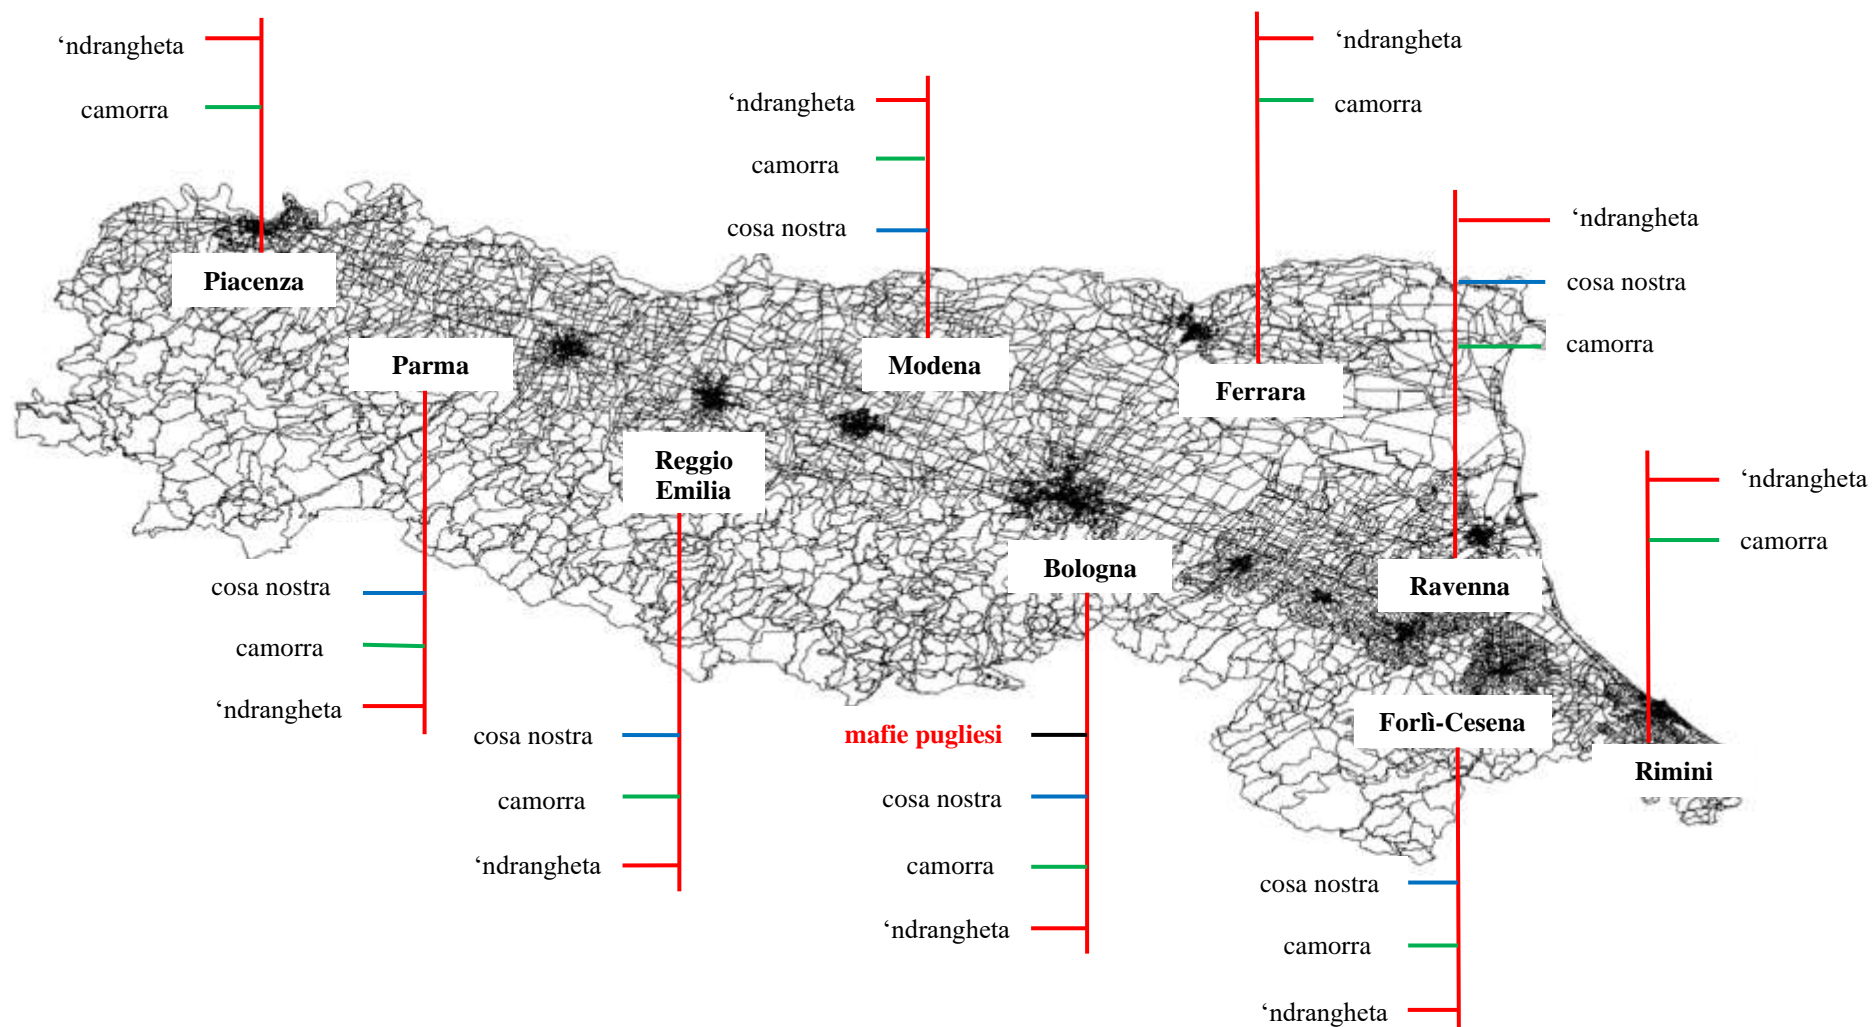 ‘ndrangheta
camorra
Piacenza
‘ndrangheta
camorra
cosa nostra
Modena
‘ndrangheta
camorra
Ferrara
‘ndrangheta
cosa nostra
camorra
Ravenna
‘ndrangheta
camorra
Rimini
Parma
cosa nostra
camorra
‘ndrangheta
Reggio
Emilia
cosa nostra
camorra
‘ndrangheta
Bologna
mafie pugliesi
cosa nostra
camorra
‘ndrangheta
Forlì-Cesena
cosa nostra
camorra
‘ndrangheta